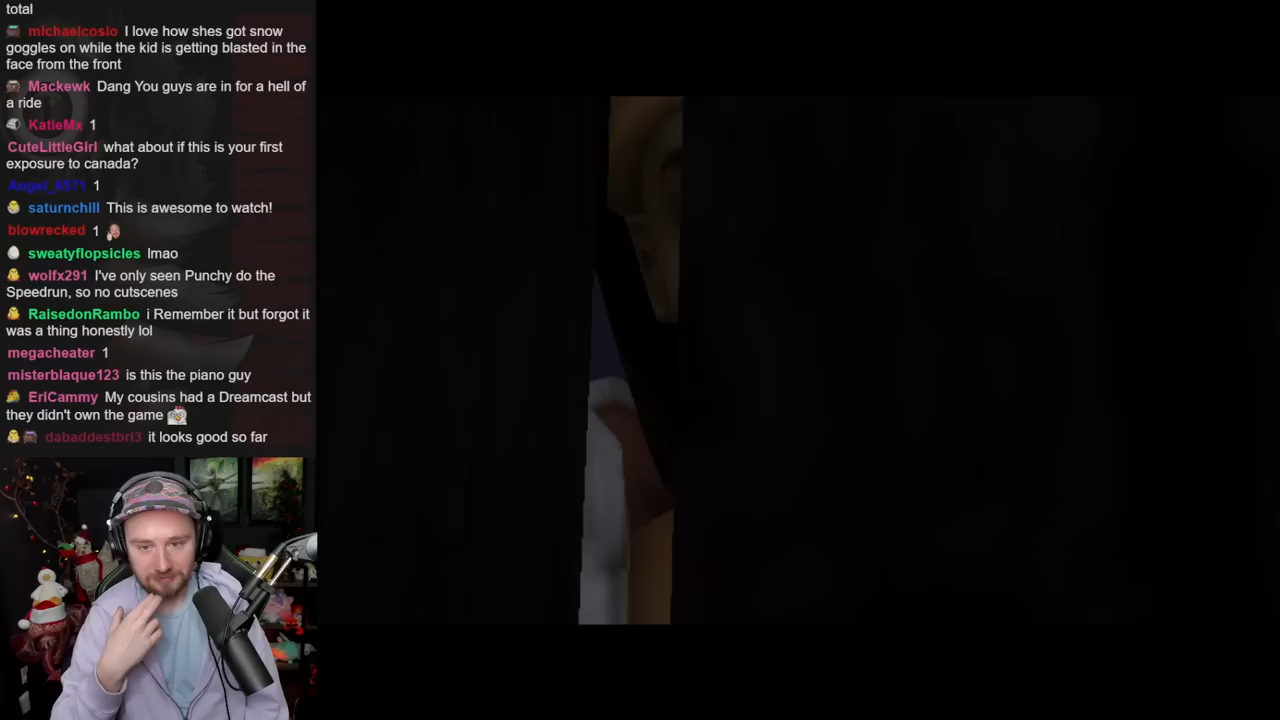 total
michaelcosio I love how shes got snow
goggles on while the kid is getting blasted in the
face from the front
Mackewk Dang You guys are in for a hell of
a ride
KatieMx 1
CuteLittleGirl what about if this is your first
exposure to canada?
Angel_6571 1
saturnchill This is awesome to watch!
blowrecked 1
sweatyflopsicles lmao
wolfx291 I've only seen Punchy do the
Speedrun, so no cutscenes
RaisedonRambo i Remember it but forgot it
was a thing honestly lol
megacheater 1
misterblaque123 is this the piano guy
EriCammy My cousins had a Dreamcast but
they didn't own the game
dabaddestbri3 it looks good so far